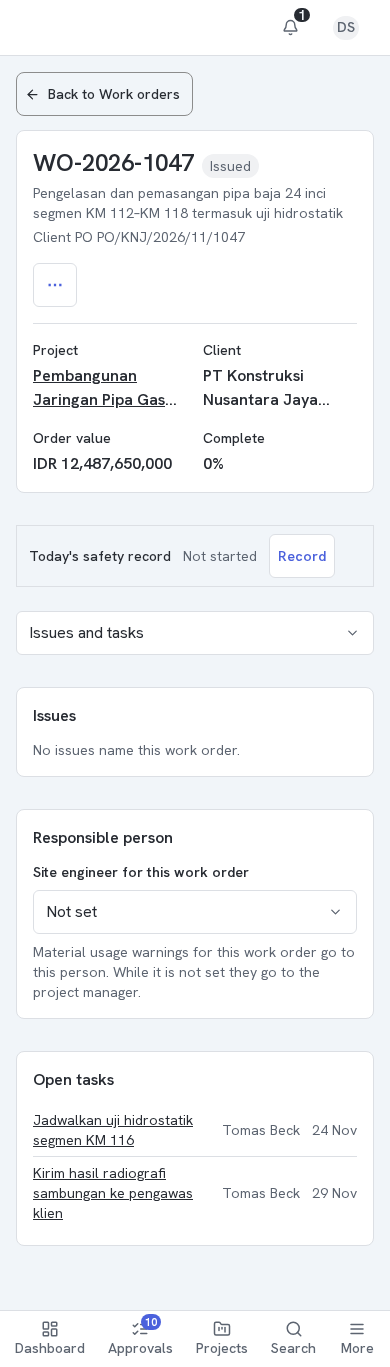 1
DS
Back to Work orders
WO-2026-1047 Issued
Pengelasan dan pemasangan pipa baja 24 inci
segmen KM 112–KM 118 termasuk uji hidrostatik
Client PO PO/KNJ/2026/11/1047
...
Project
Client
Pembangunan
Jaringan Pipa Gas...
PT Konstruksi
Nusantara Jaya...
Order value
Complete
IDR 12,487,650,000
0%
Today's safety record Not started Record
Issues and tasks
Issues
No issues name this work order.
Responsible person
Site engineer for this work order
Not set
Material usage warnings for this work order go to
this person. While it is not set they go to the
project manager.
Open tasks
Jadwalkan uji hidrostatik
segmen KM 116
Tomas Beck 24 Nov
Kirim hasil radiografi
sambungan ke pengawas
klien
Tomas Beck 29 Nov
10
Dashboard Approvals Projects Search More